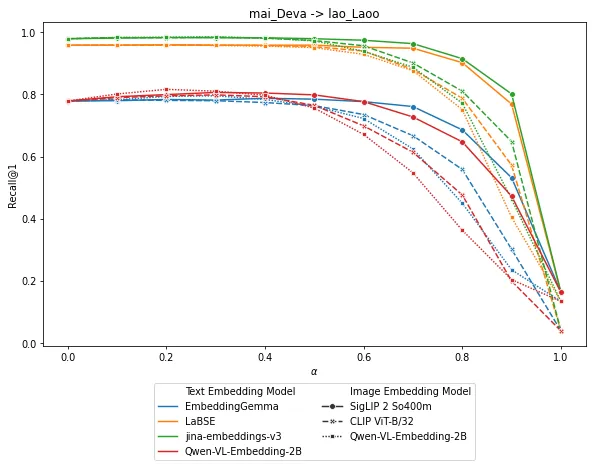 mai_Deva -> lao_Laoo
1.0
0.8
0.6
0.4
0.2
0.0
Recall@1
0.0 0.2 0.4 0.6 0.8 1.0
α
Text Embedding Model Image Embedding Model
EmbeddingGemma SigLIP 2 So400m
LaBSE CLIP ViT-B/32
jina-embeddings-v3 Qwen-VL-Embedding-2B
Qwen-VL-Embedding-2B